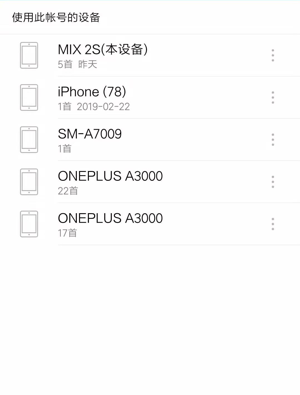 使用此帐号的设备
MIX 2S(本设备)
5首 昨天
iPhone (78)
1首 2019-02-22
SM-A7009
1首
ONEPLUS A3000
22首
ONEPLUS A3000
17首